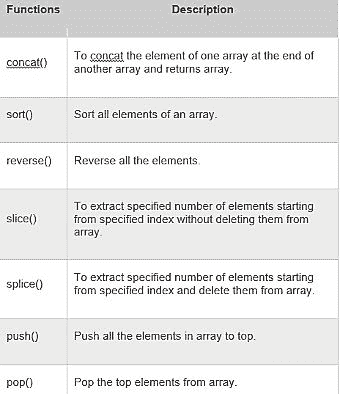 Functions Description
concat() To concat the element of one array at the end of
another array and returns array.
sort() Sort all elements of an array.
reverse() Reverse all the elements.
slice() To extract specified number of elements starting
from specified index without deleting them from
array.
splice() To extract specified number of elements starting
from specified index and delete them from array.
push() Push all the elements in array to top.
pop() Pop the top elements from array.